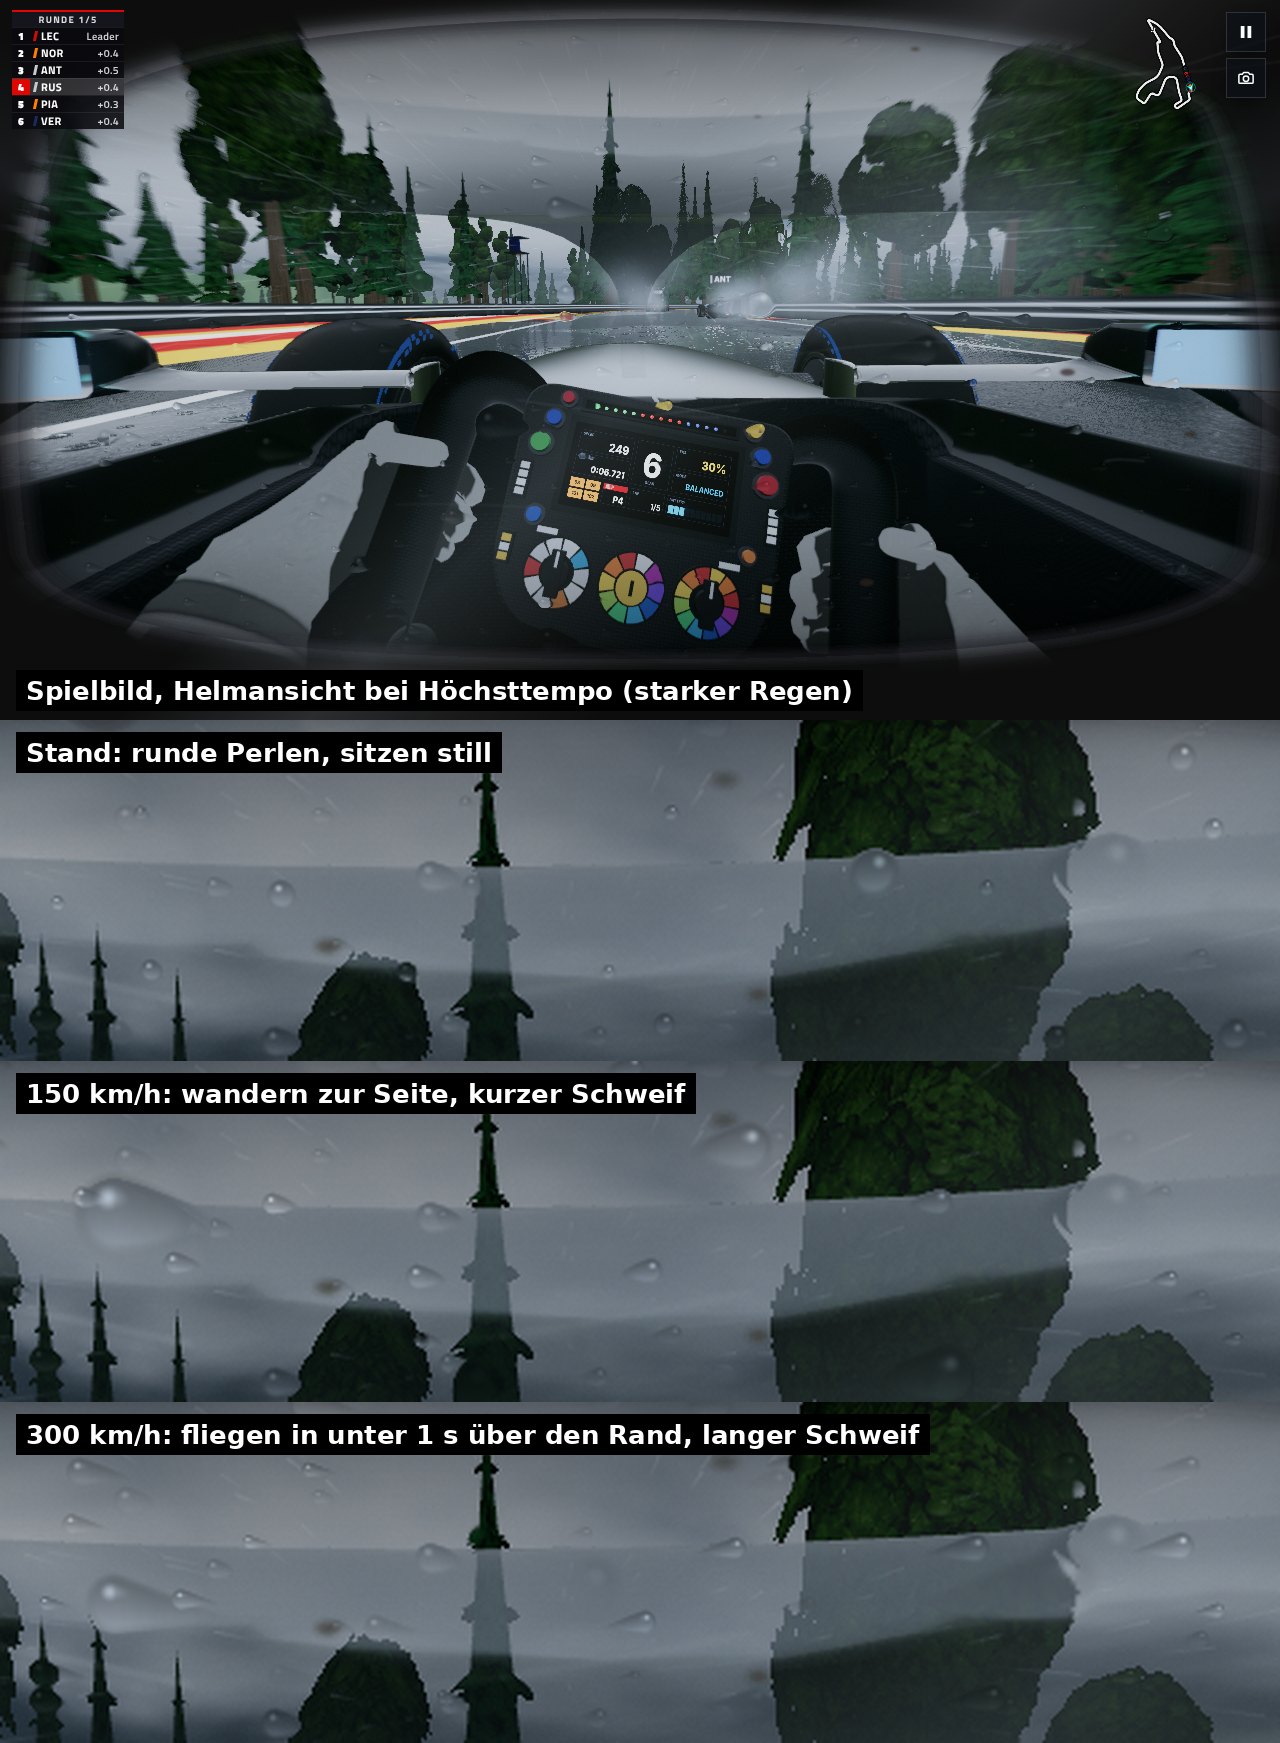 RUNDE 1/5
1 LEC Leader
2 NOR +0.4
3 ANT +0.5
4 RUS +0.4
5 PIA +0.3
6 VER +0.4
ANT
249
6
30%
0:06.721
BALANCED
P4
1/5
Spielbild, Helmansicht bei Höchsttempo (starker Regen)
Stand: runde Perlen, sitzen still
150 km/h: wandern zur Seite, kurzer Schweif
300 km/h: fliegen in unter 1 s über den Rand, langer Schweif